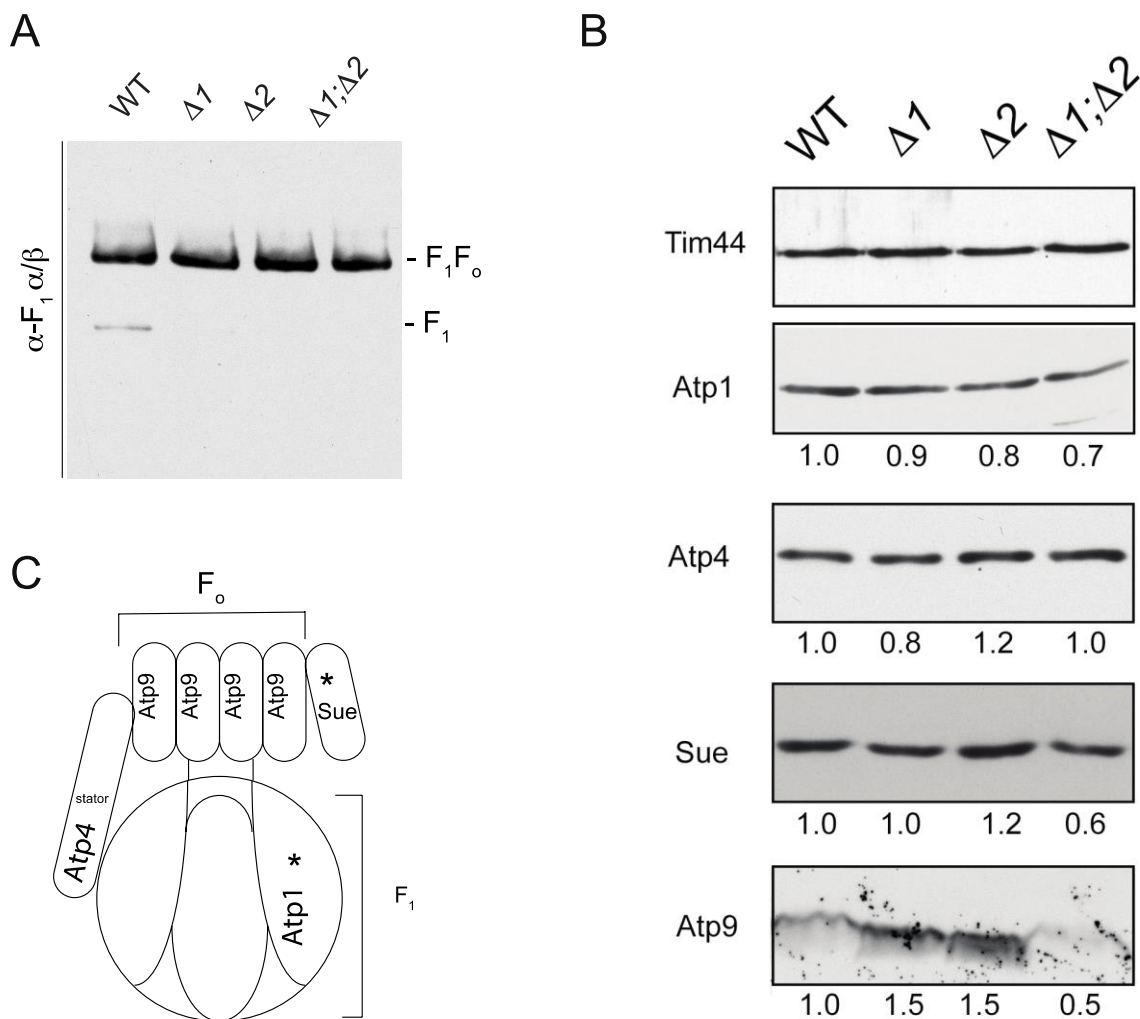 A
WT Δ1 Δ2 Δ1;Δ2
α-F1 α/β
- F1Fo
- F1
B
WT Δ1 Δ2 Δ1;Δ2
Tim44
Atp1
1.0 0.9 0.8 0.7
Atp4
1.0 0.8 1.2 1.0
Sue
1.0 1.0 1.2 0.6
Atp9
1.0 1.5 1.5 0.5
C
Fo
Atp9 Atp9 Atp9 Atp9
* Sue
stator
Atp4
Atp1 *
F1